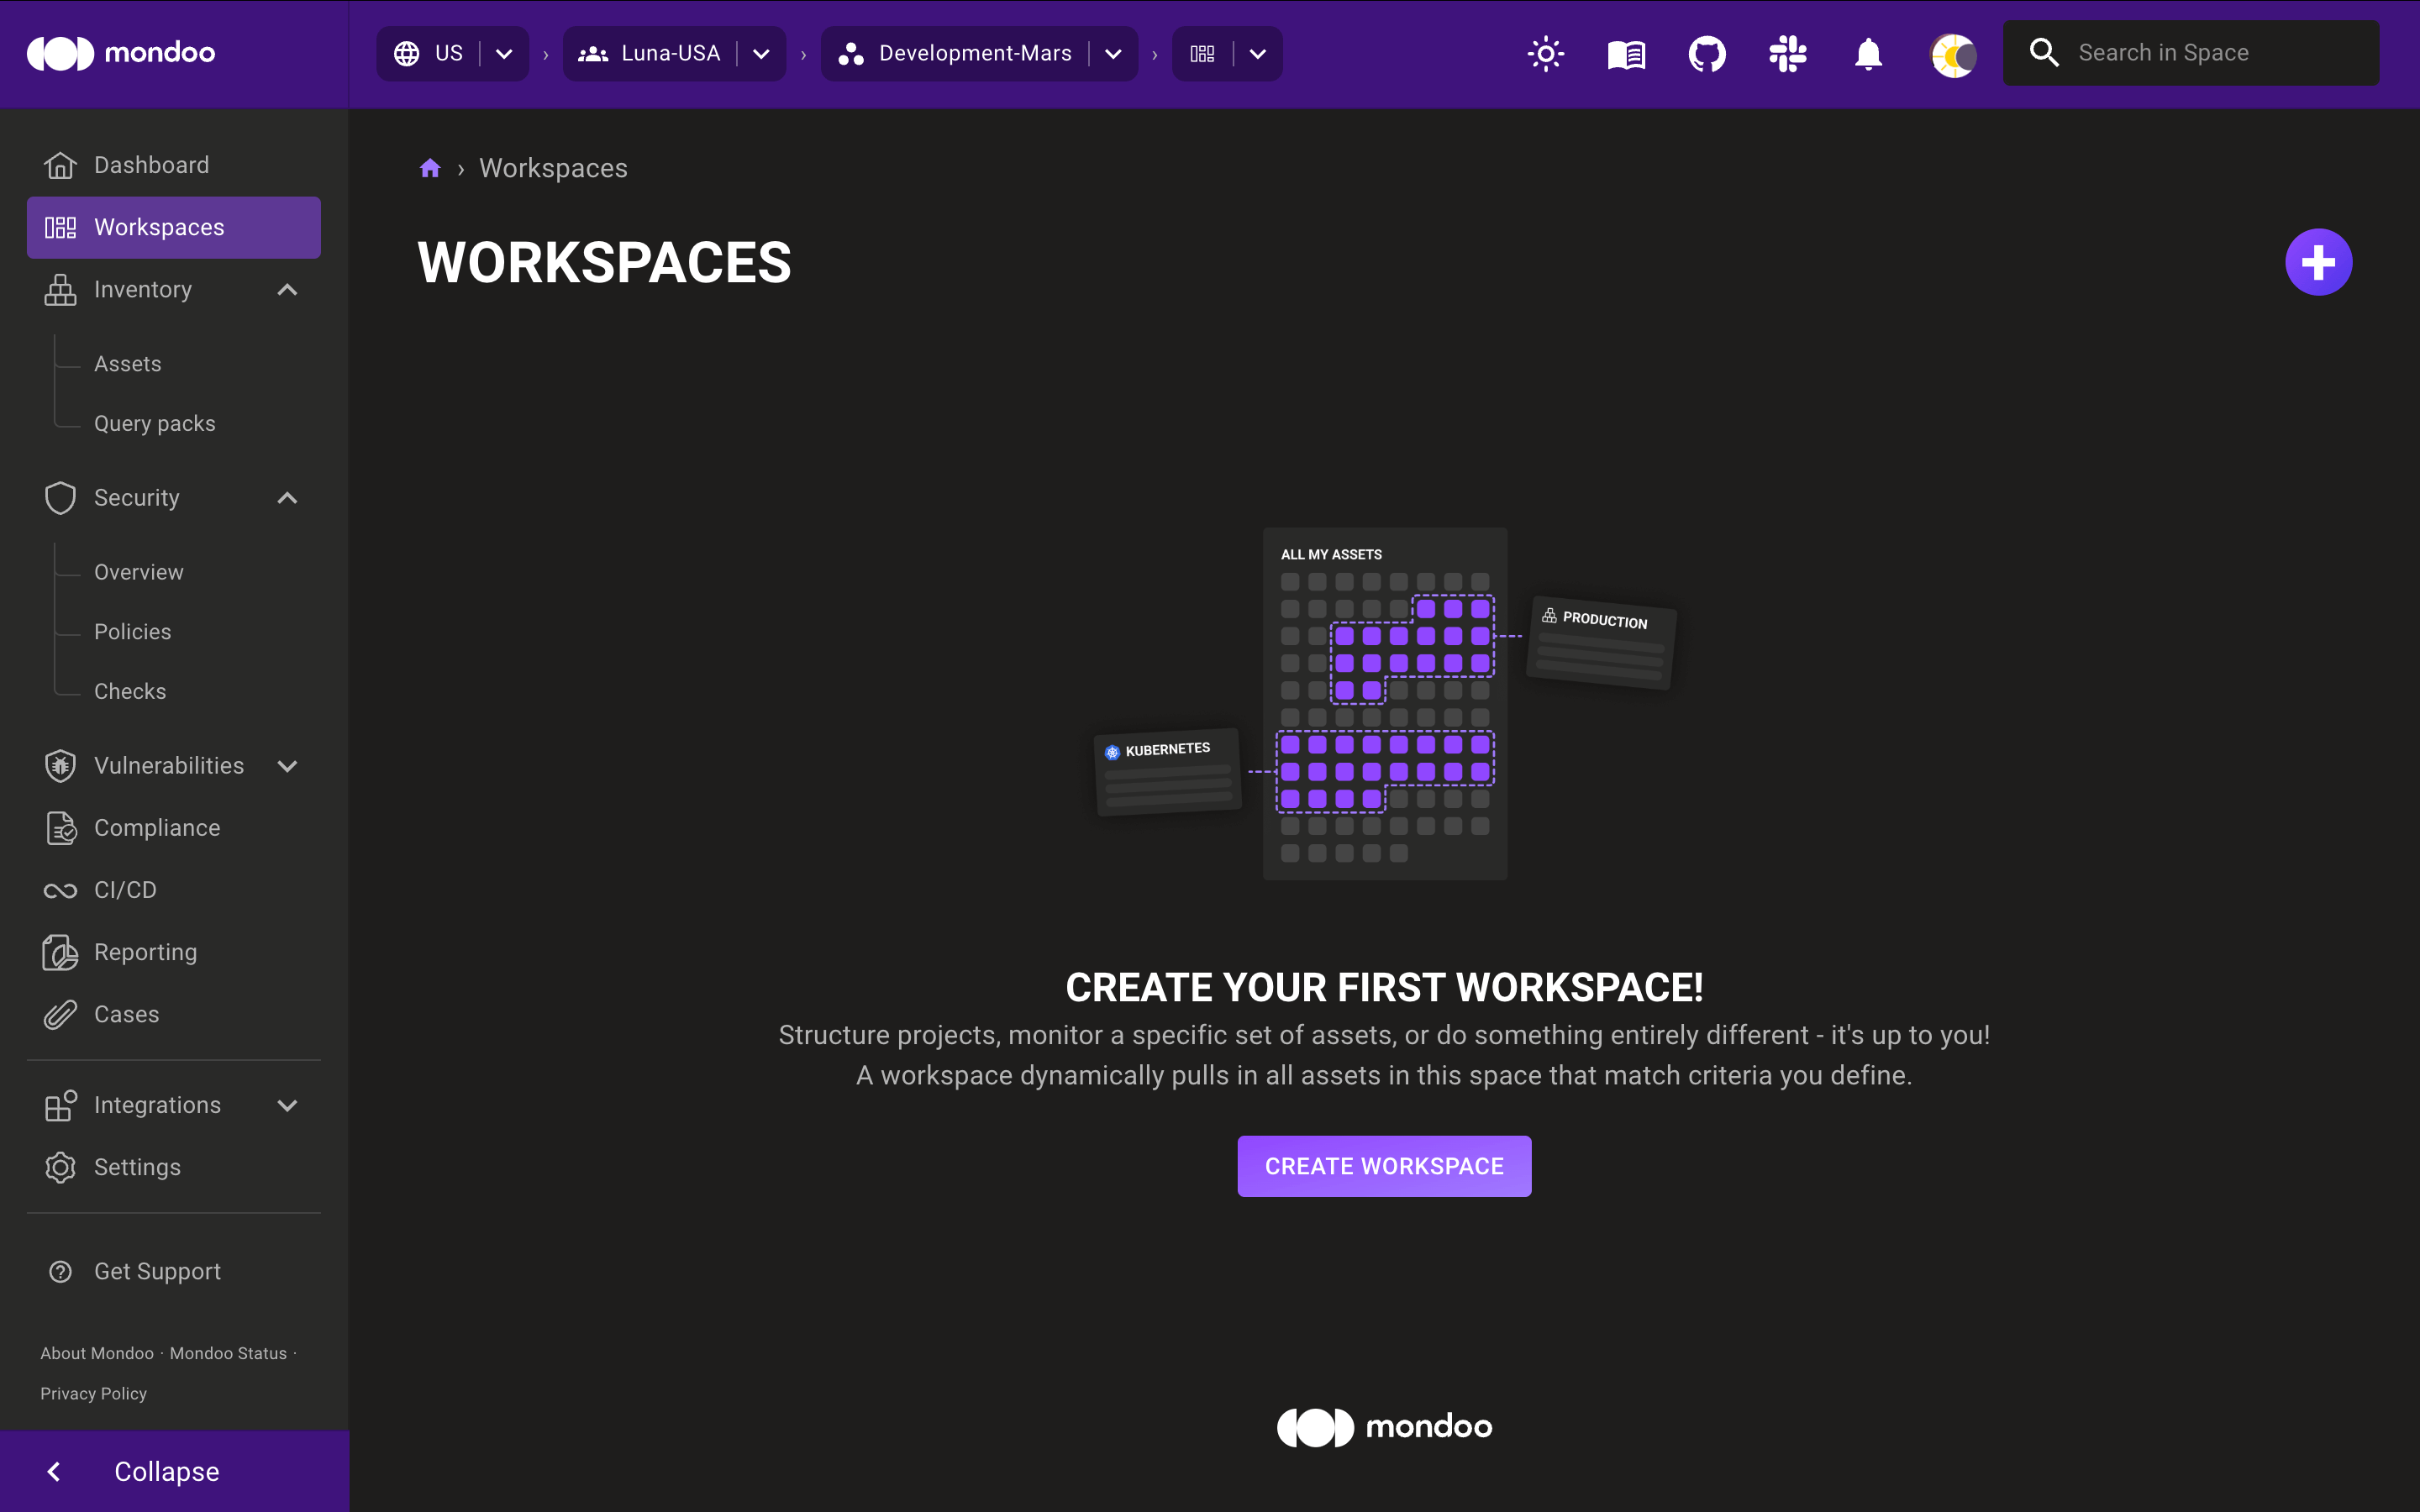 mondoo
US
Luna-USA
Development-Mars
Search in Space
Dashboard
Workspaces
Inventory
Assets
Query packs
Security
Overview
Policies
Checks
Vulnerabilities
Compliance
CI/CD
Reporting
Cases
Integrations
Settings
Get Support
About Mondoo · Mondoo Status ·
Privacy Policy
Collapse
› Workspaces
WORKSPACES
ALL MY ASSETS
PRODUCTION
KUBERNETES
CREATE YOUR FIRST WORKSPACE!
Structure projects, monitor a specific set of assets, or do something entirely different - it's up to you!
A workspace dynamically pulls in all assets in this space that match criteria you define.
CREATE WORKSPACE
mondoo